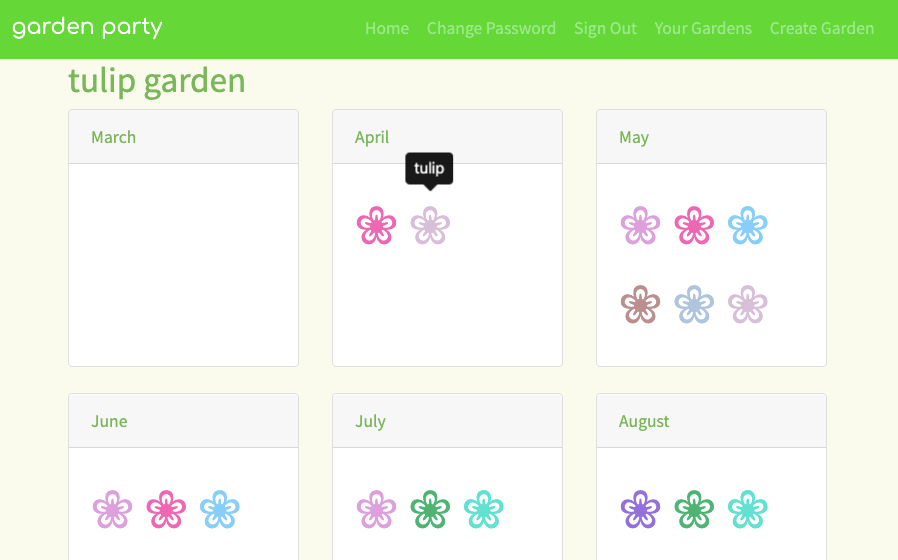 garden party Home Change Password Sign Out Your Gardens Create Garden
tulip garden
March April May
tulip
June July August